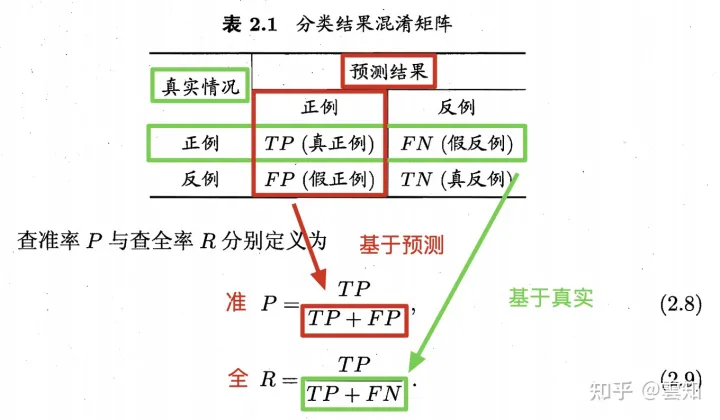 表 2.1 分类结果混淆矩阵
真实情况 预测结果
正例 反例
正例 TP (真正例) FN (假反例)
反例 FP (假正例) TN (真反例)
查准率 P 与查全率 R 分别定义为 基于预测
准 P = TP / TP + FP , 基于真实 (2.8)
全 R = TP / TP + FN . (2.9)
知乎 @雲知